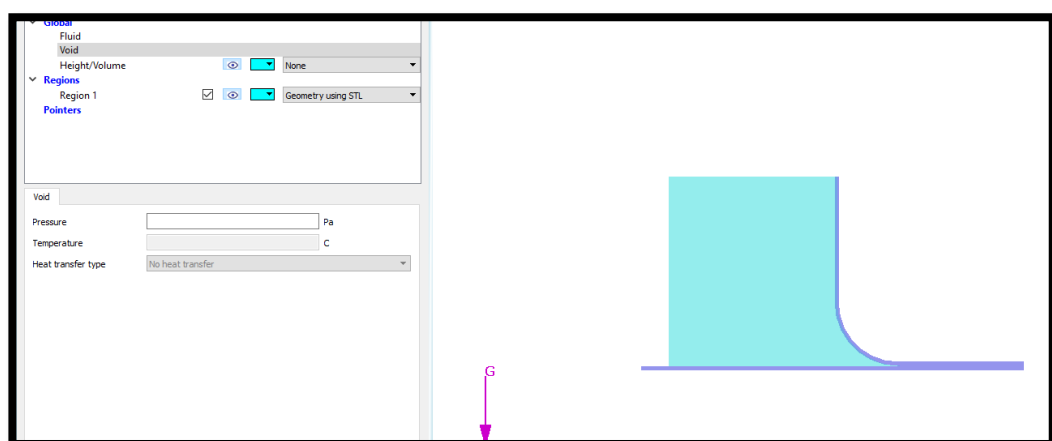 Global
Fluid
Void
Height/Volume None
Regions
Region 1 Geometry using STL
Pointers
Void
Pressure Pa
Temperature C
Heat transfer type No heat transfer
G